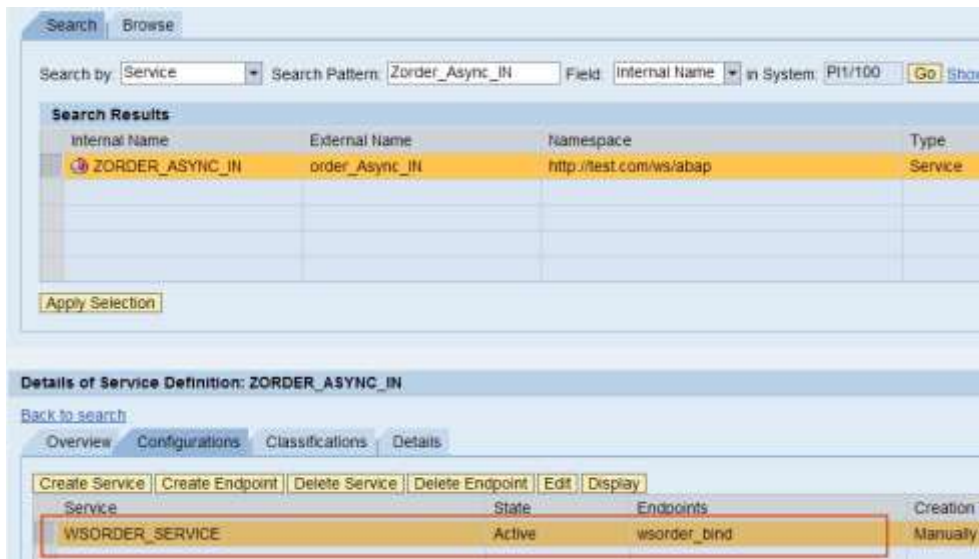 Search Browse
Search by: Service Search Pattern: Zorder_Async_IN Field: Internal Name in System: PI1/100 Go Show
Search Results
Internal Name External Name Namespace Type
ZORDER_ASYNC_IN order_Async_IN http://test.com/ws/abap Service
Apply Selection
Details of Service Definition: ZORDER_ASYNC_IN
Back to search
Overview Configurations Classifications Details
Create Service Create Endpoint Delete Service Delete Endpoint Edit Display
Service State Endpoints Creation
WSORDER_SERVICE Active wsorder_bind Manually